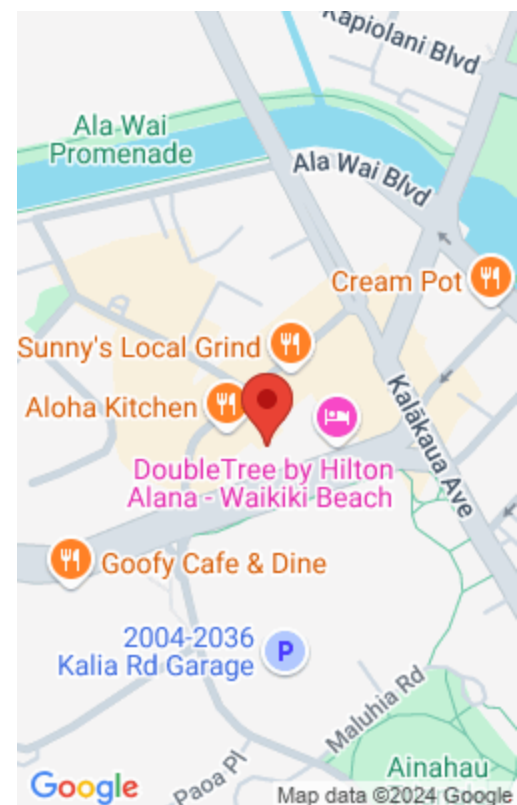 Kapiolani Blvd
Ala Wai
Promenade
Ala Wai Blvd
Cream Pot
Sunny's Local Grind
Aloha Kitchen
Kalākaua Ave
DoubleTree by Hilton
Alana - Waikiki Beach
Goofy Cafe & Dine
2004-2036
Kalia Rd Garage
P
Maluhia Rd
Ainahau
Paoa Pl
Google
Map data ©2024 Google